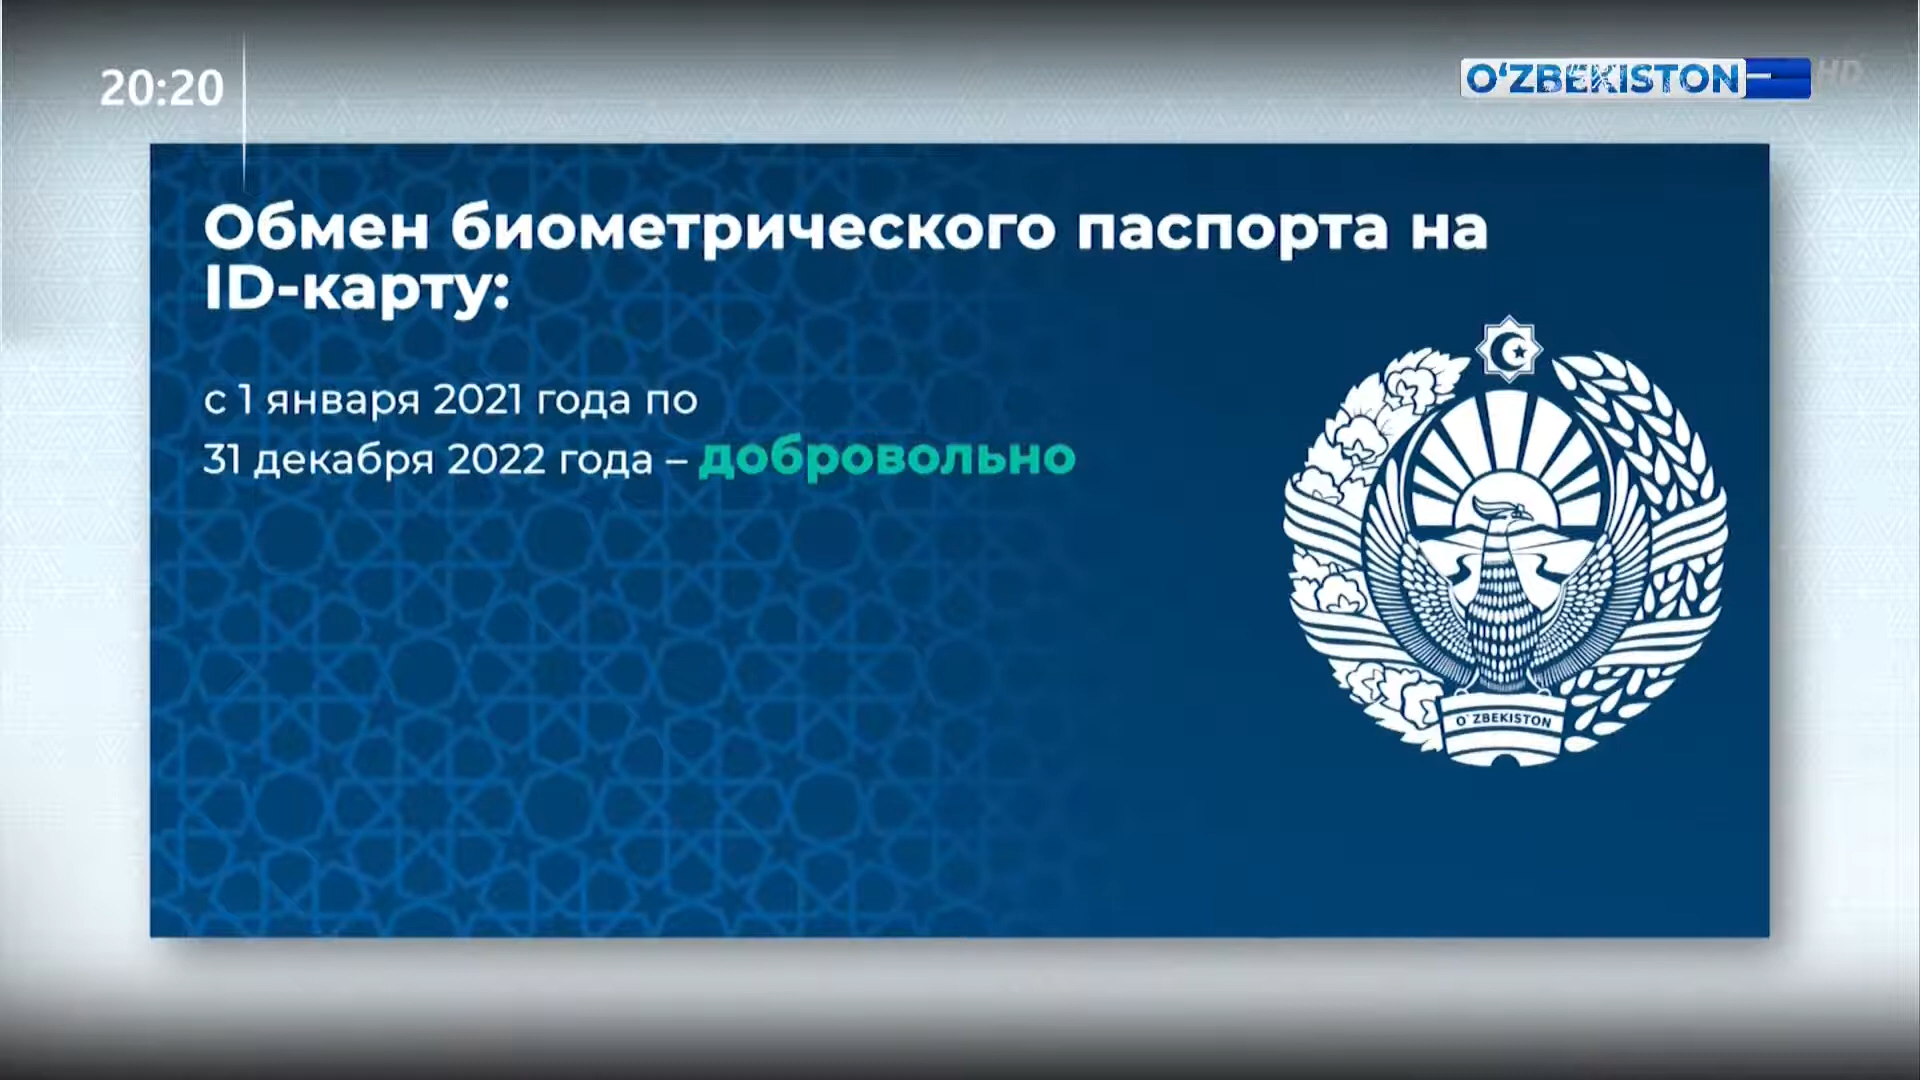 20:20
O‘ZBEKISTON
HD
Обмен биометрического паспорта на
ID-карту:
с 1 января 2021 года по
31 декабря 2022 года – добровольно
O`ZBEKISTON